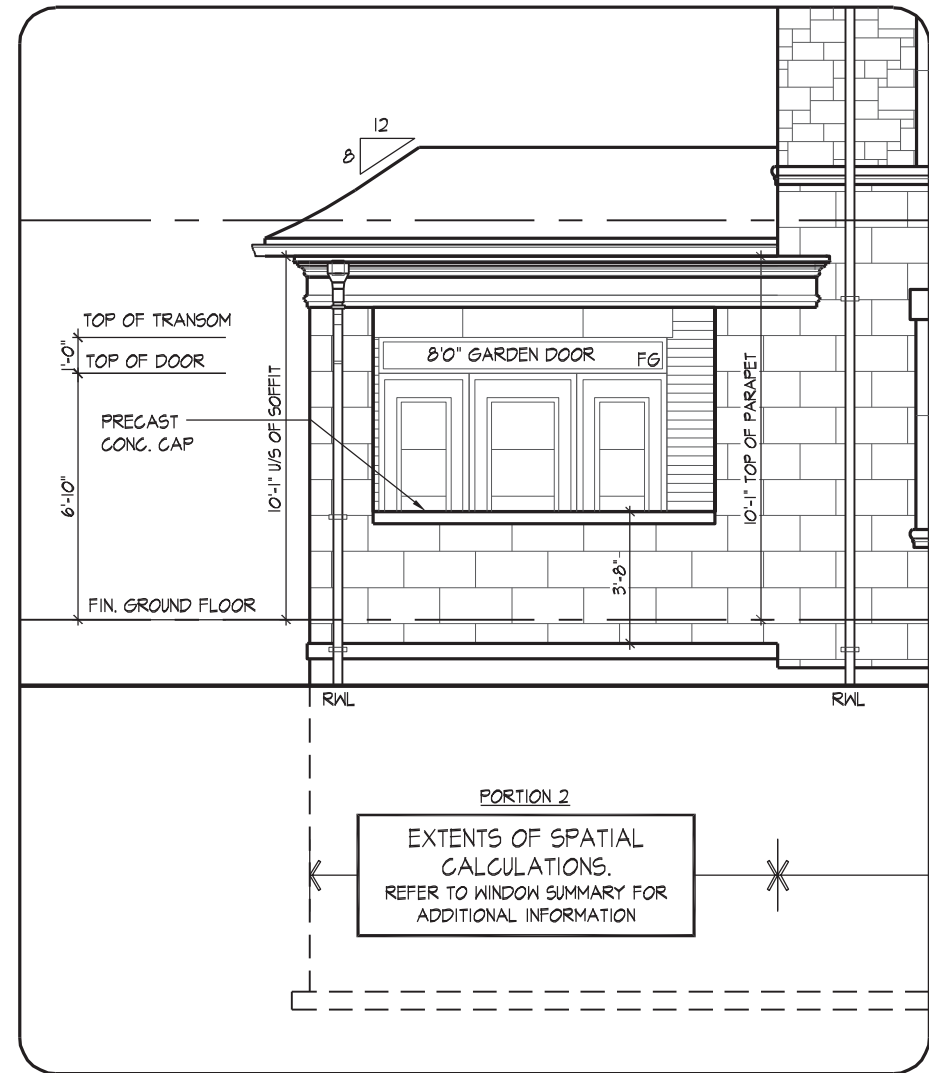 12
8
TOP OF TRANSOM
1'-0"
TOP OF DOOR
8'0" GARDEN DOOR
FG
PRECAST
CONC. CAP
10'-1" U/S OF SOFFIT
10'-1" TOP OF PARAPET
6'-10"
3'-8"
FIN. GROUND FLOOR
RWL
RWL
PORTION 2
EXTENTS OF SPATIAL
CALCULATIONS.
REFER TO WINDOW SUMMARY FOR
ADDITIONAL INFORMATION